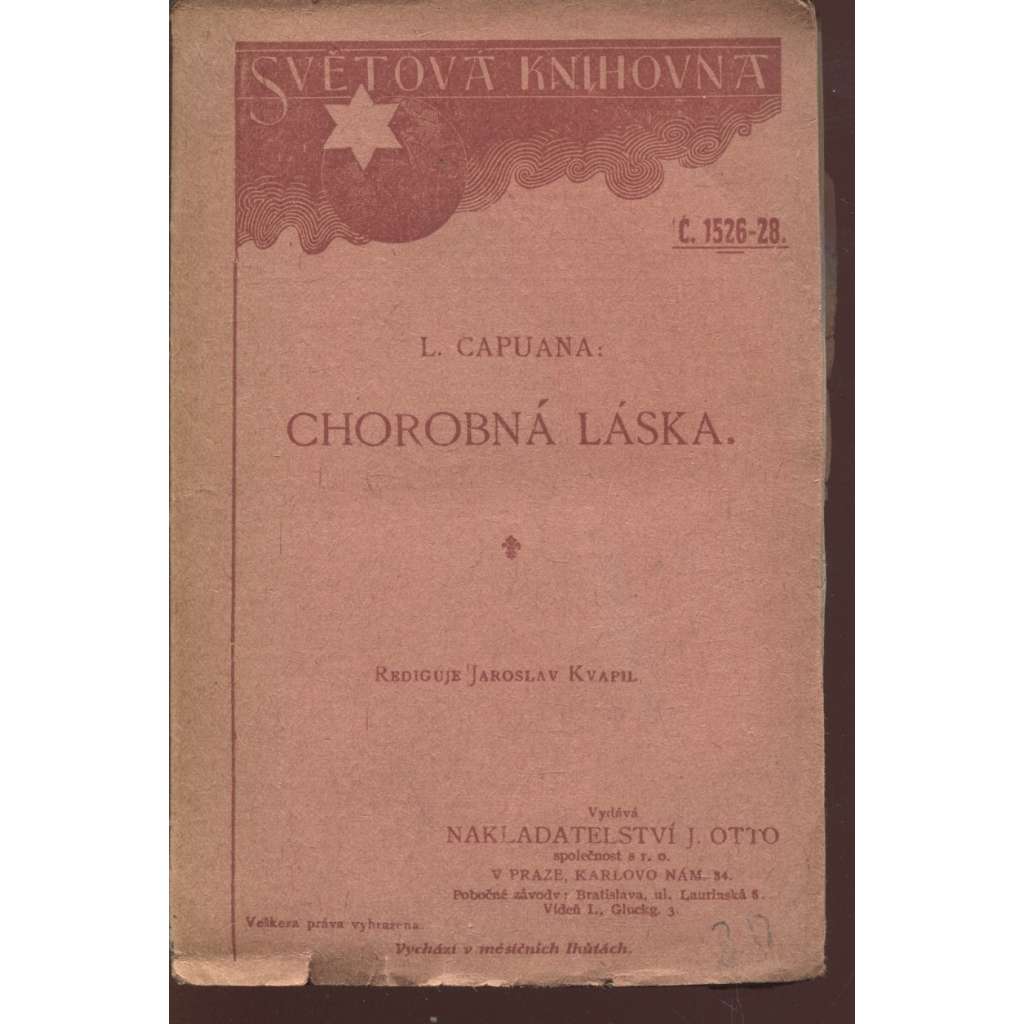 SVĚTOVÁ KNIHOVNA
Č. 1526-28.
L. CAPUANA:
CHOROBNÁ LÁSKA.
REDIGUJE JAROSLAV KVAPIL
Vydává
NAKLADATELSTVÍ J. OTTO
společnost s r. o.
V PRAZE, KARLOVO NÁM. 34.
Pobočné závody: Bratislava, ul. Laurinská 8.
Vídeň I., Gluckg. 3.
Veškera práva vyhrazena.
Vychází v měsíčních lhůtách.